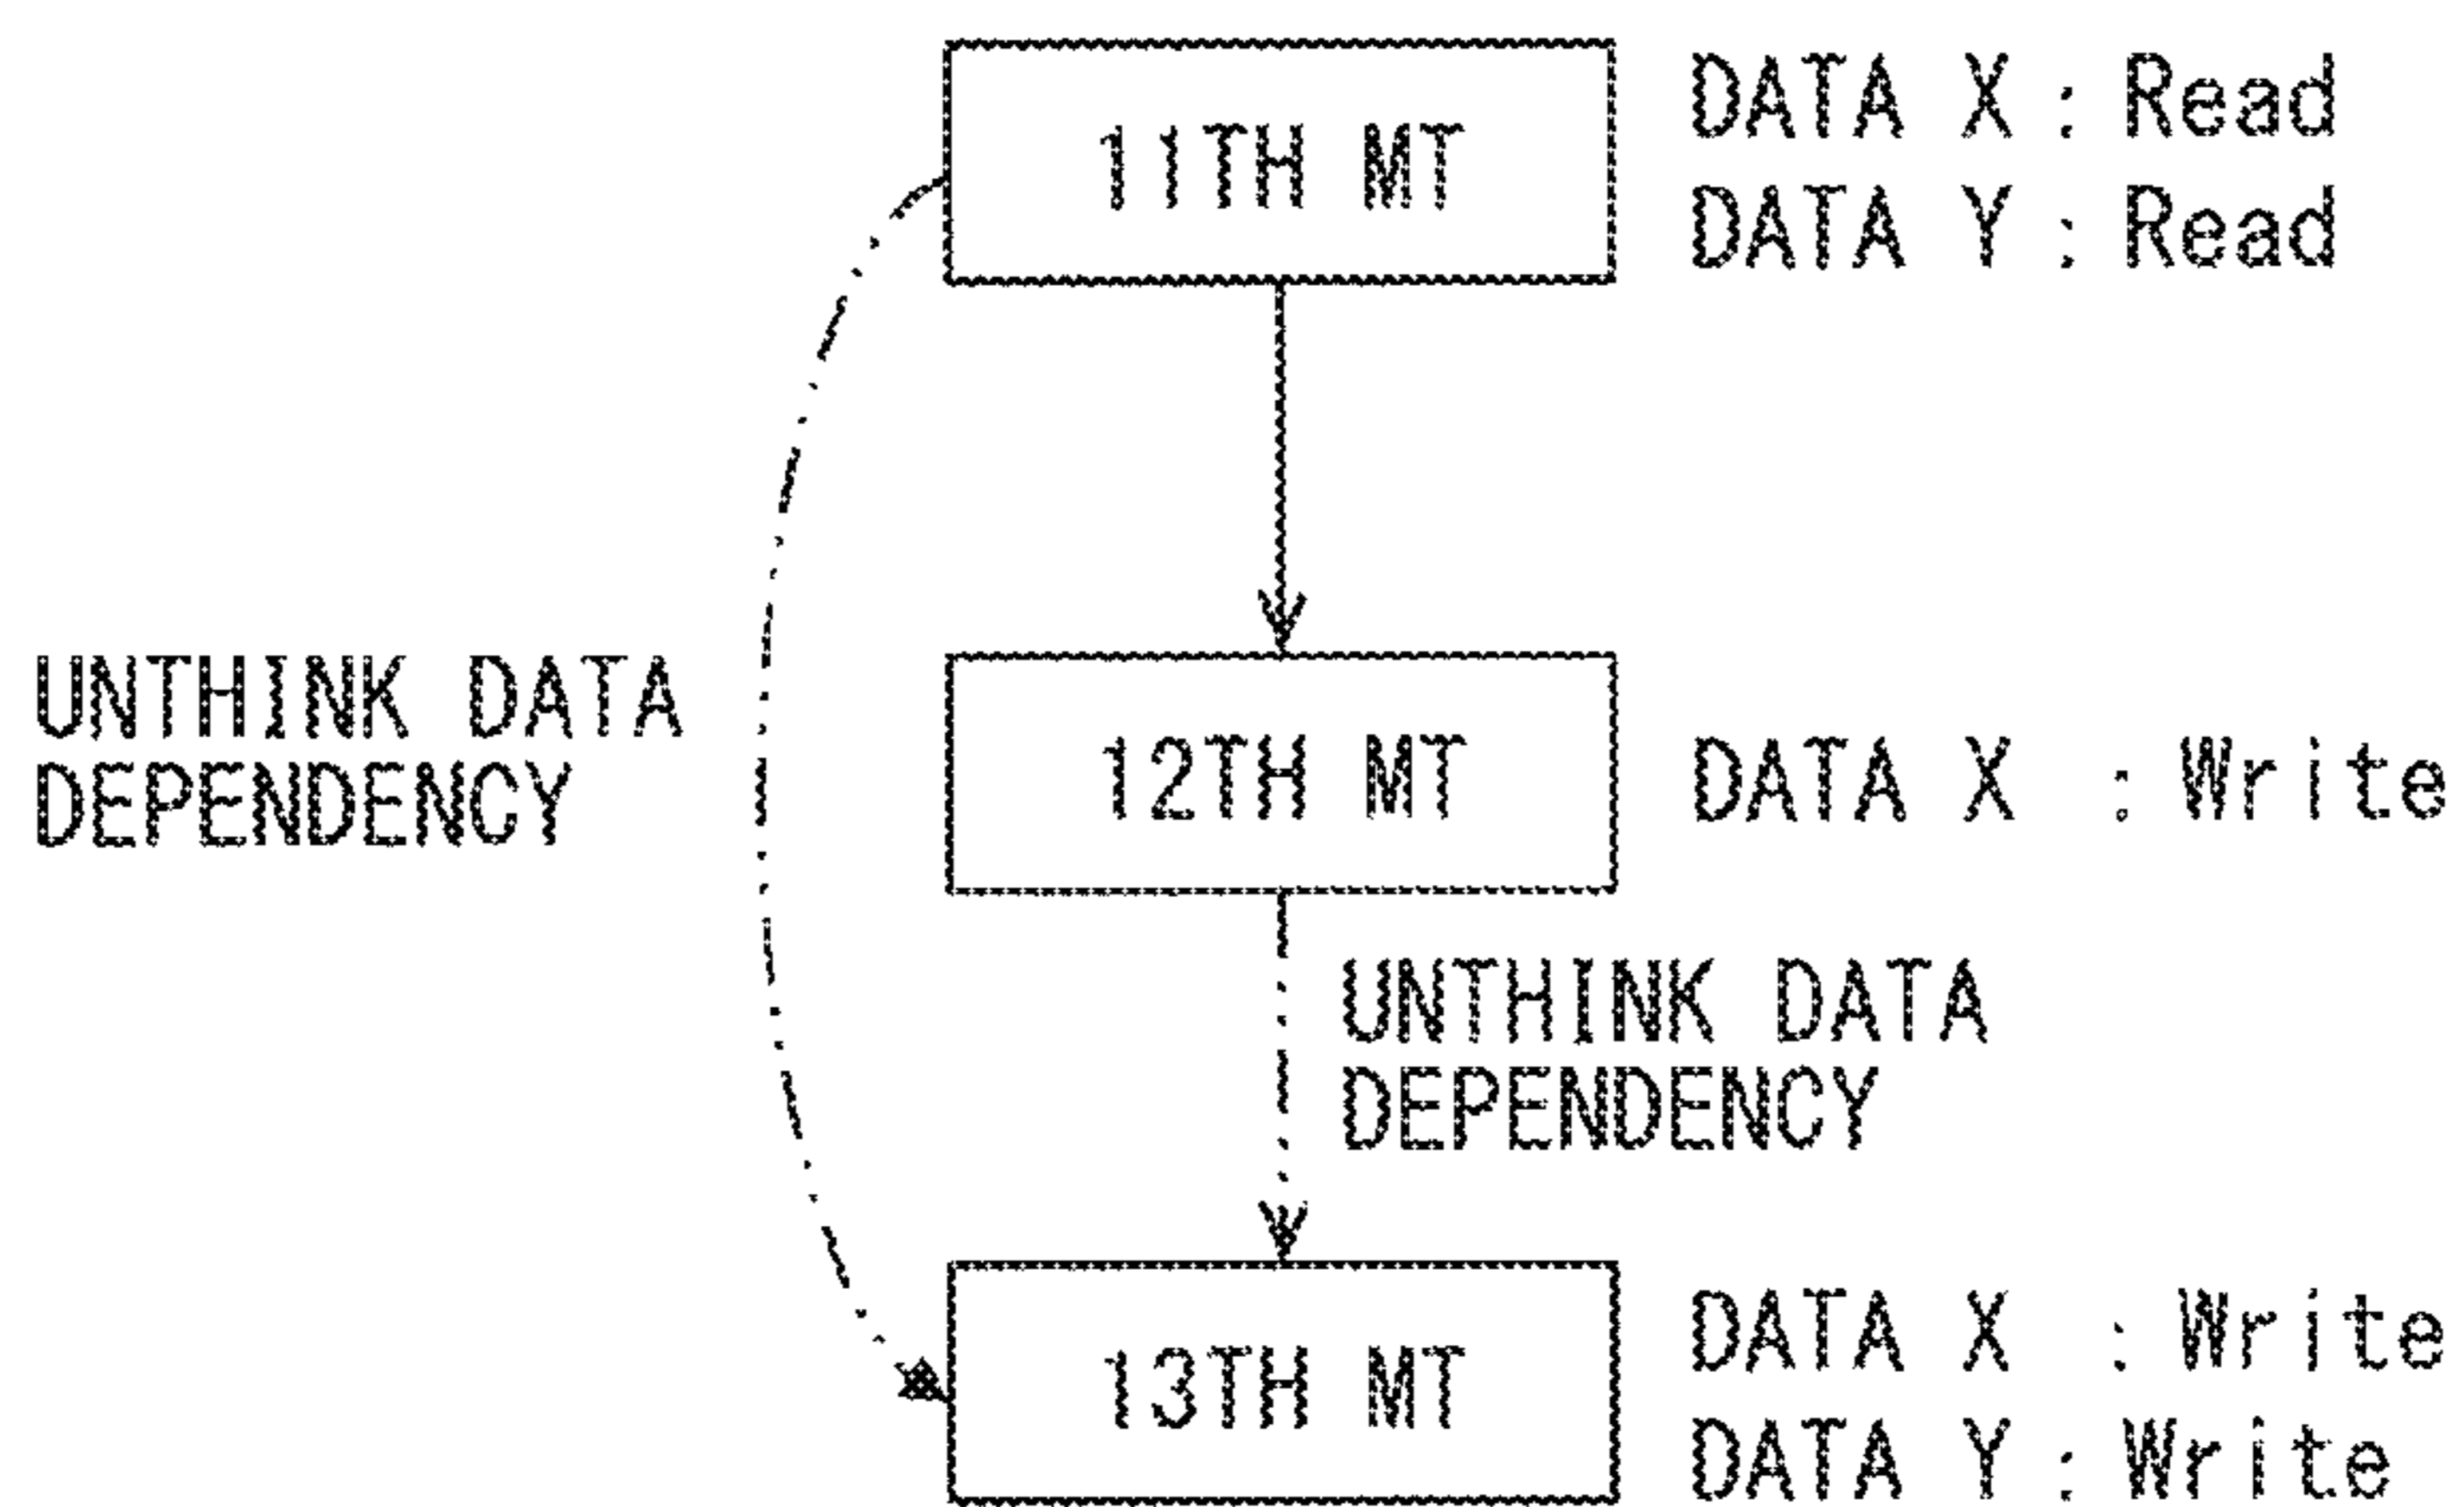 11TH MT
DATA X : Read
DATA Y : Read
UNTHINK DATA
DEPENDENCY
12TH MT
DATA X : Write
UNTHINK DATA
DEPENDENCY
13TH MT
DATA X : Write
DATA Y : Write